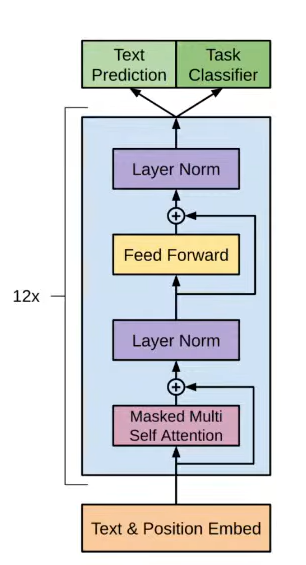 Text
Prediction
Task
Classifier
Layer Norm
Feed Forward
12x
Layer Norm
Masked Multi
Self Attention
Text & Position Embed